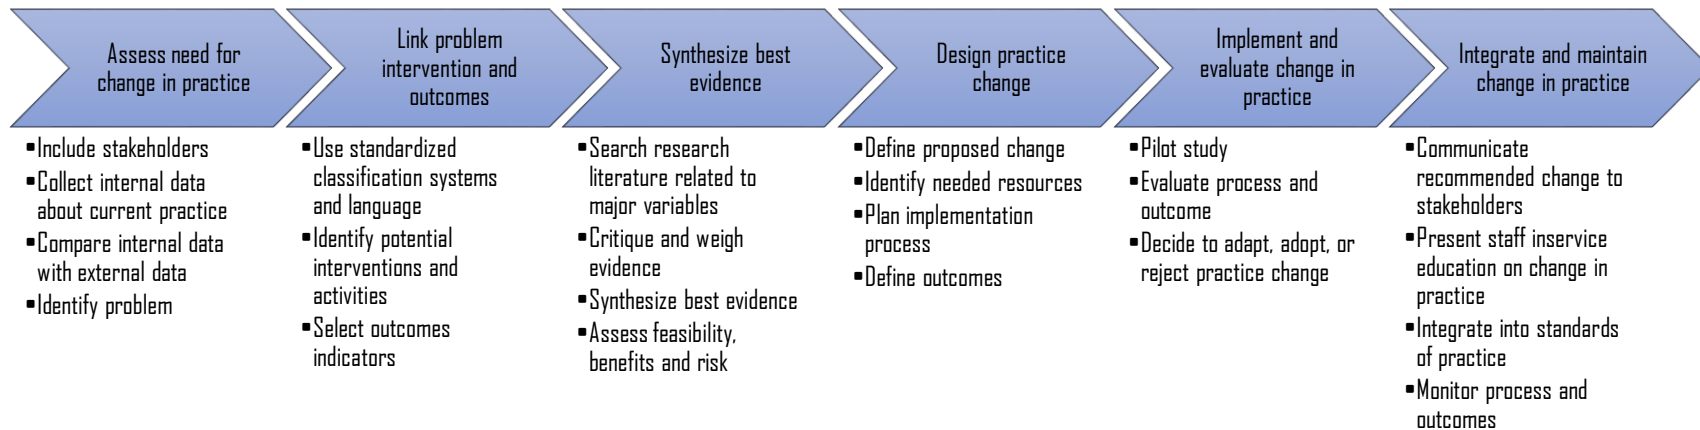 Assess need for
change in practice
▪Include stakeholders
▪Collect internal data
about current practice
▪Compare internal data
with external data
▪Identify problem
Link problem
intervention and
outcomes
▪Use standardized
classification systems
and language
▪Identify potential
interventions and
activities
▪Select outcomes
indicators
Synthesize best
evidence
▪Search research
literature related to
major variables
▪Critique and weigh
evidence
▪Synthesize best evidence
▪Assess feasibility,
benefits and risk
Design practice
change
▪Define proposed change
▪Identify needed resources
▪Plan implementation
process
▪Define outcomes
Implement and
evaluate change in
practice
▪Pilot study
▪Evaluate process and
outcome
▪Decide to adapt, adopt, or
reject practice change
Integrate and maintain
change in practice
▪Communicate
recommended change to
stakeholders
▪Present staff inservice
education on change in
practice
▪Integrate into standards
of practice
▪Monitor process and
outcomes